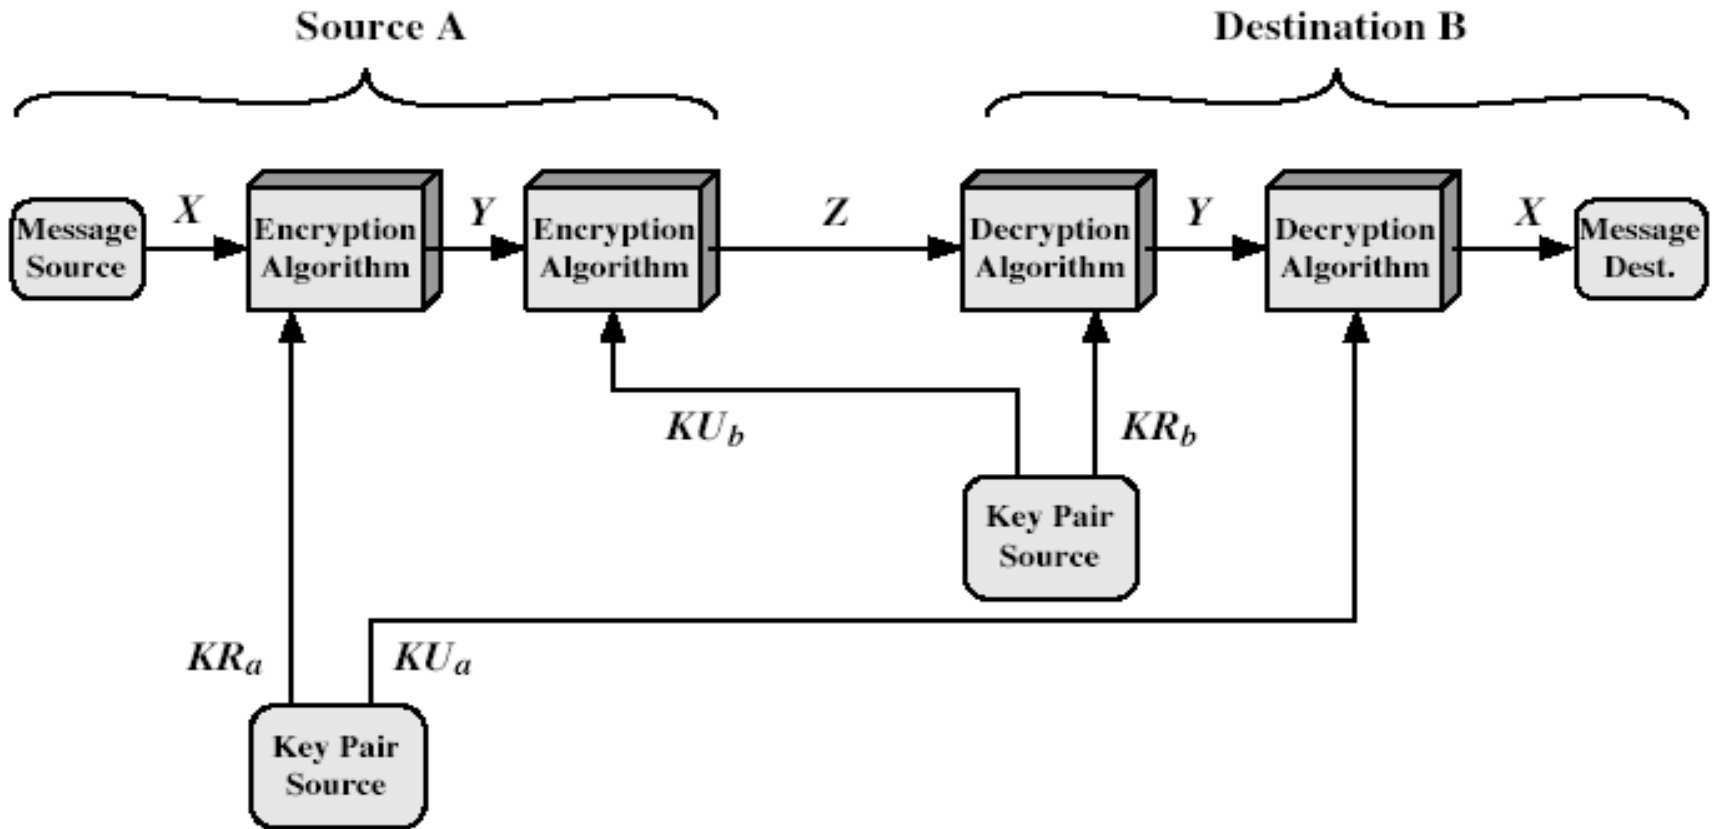 Source A
Destination B
Message
Source
X
Encryption
Algorithm
Y
Encryption
Algorithm
Z
Decryption
Algorithm
Y
Decryption
Algorithm
X
Message
Dest.
KUb
KRb
Key Pair
Source
KRa
KUa
Key Pair
Source